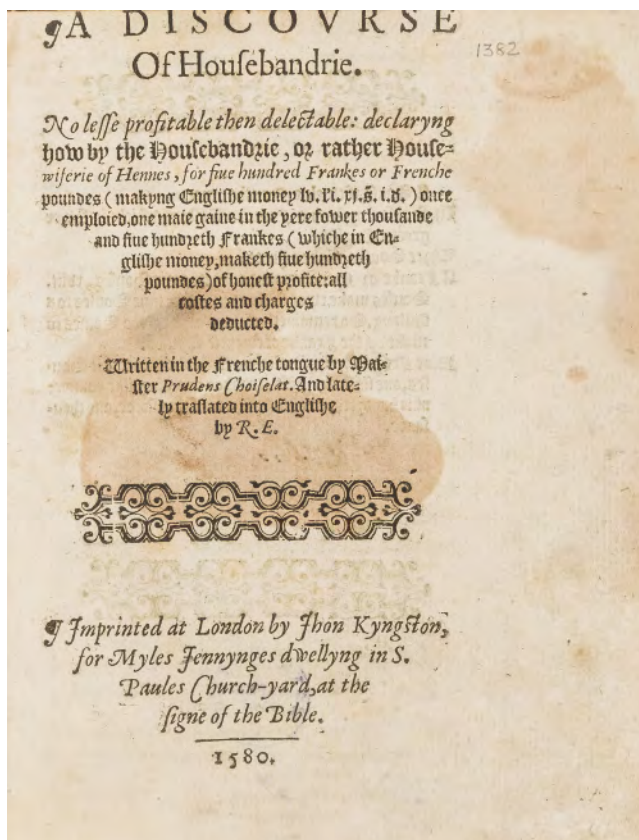 ¶A DISCOVRSE
Of Houſebandrie.
1382
No leſſe profitable then delectable: declaryng
how by the Houſebandrie, or rather Houſe-
wiferie of Hennes, for fiue hundred Frankes or Frenche
poundes (makyng Engliſhe money lv. l'i. xj. s̃. i. d̃.) once
emploied, one maie gaine in the yere fower thouſande
and fiue hundreth Frankes (whiche in En-
gliſhe money, maketh fiue hundreth
poundes) of honeſt profite: all
coſtes and charges
deducted.
Written in the Frenche tongue by Mai-
ſter Prudens Choiſelat. And late-
ly traſlated into Engliſhe
by R. E.
¶ Imprinted at London by Jhon Kyngſton,
for Myles Jennynges dwellyng in S.
Paules Church-yard, at the
ſigne of the Bible.
1580.